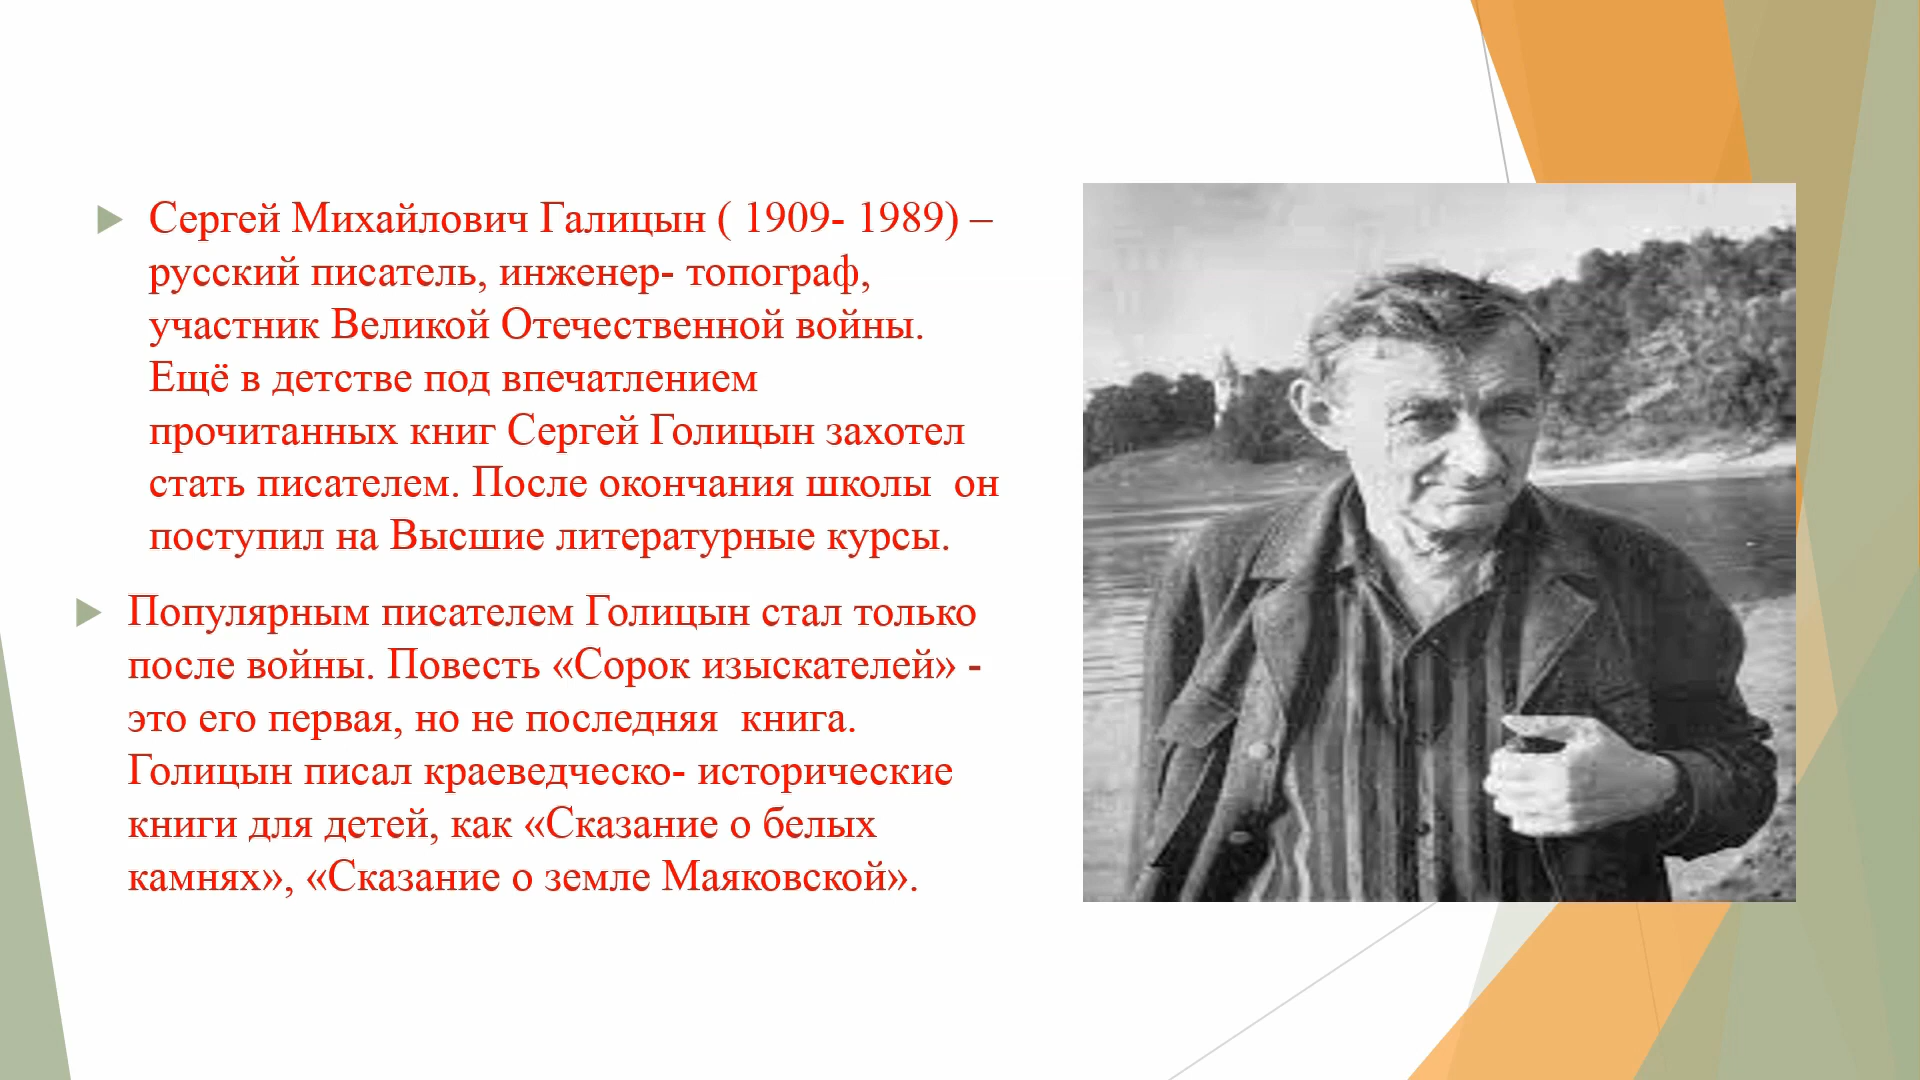 Сергей Михайлович Галицын ( 1909- 1989) –
русский писатель, инженер- топограф,
участник Великой Отечественной войны.
Ещё в детстве под впечатлением
прочитанных книг Сергей Голицын захотел
стать писателем. После окончания школы  он
поступил на Высшие литературные курсы.
Популярным писателем Голицын стал только
после войны. Повесть «Сорок изыскателей» -
это его первая, но не последняя  книга.
Голицын писал краеведческо- исторические
книги для детей, как «Сказание о белых
камнях», «Сказание о земле Маяковской».